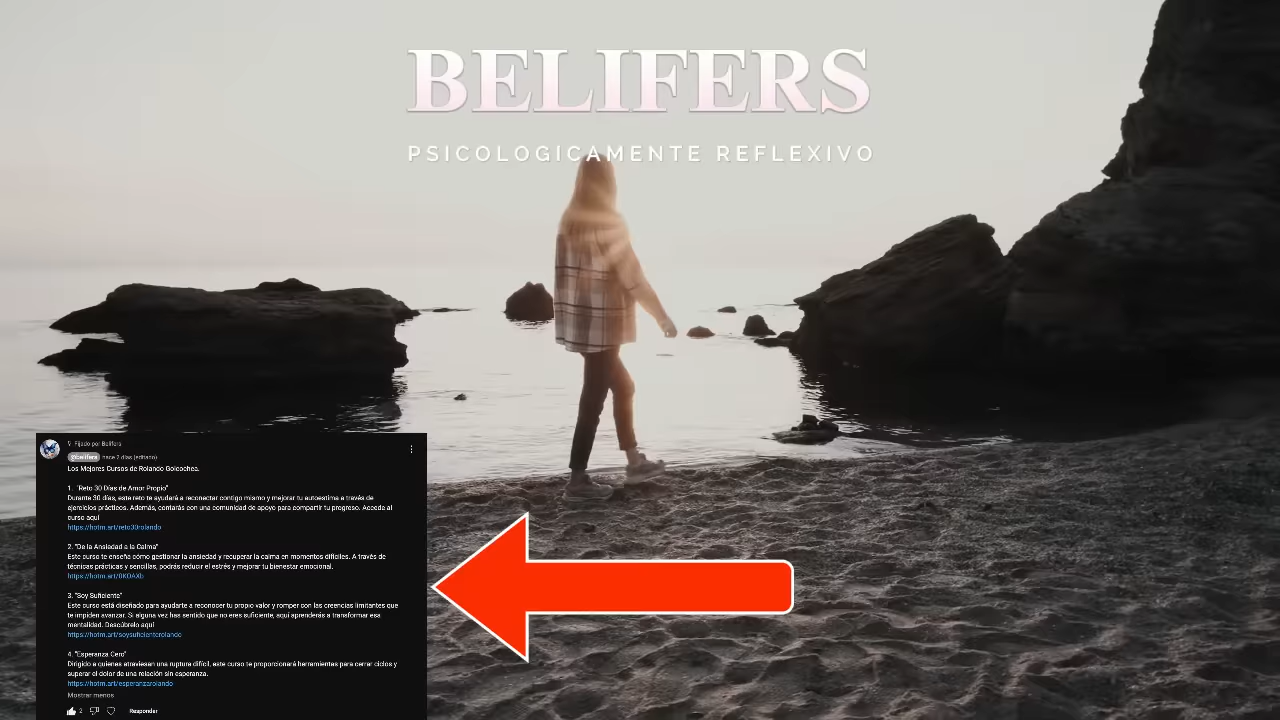 BELIFERS
PSICOLOGICAMENTE REFLEXIVO
Fijado por Belifers
@belifers hace 2 días (editado)
Los Mejores Cursos de Rolando Goicochea.
1. "Reto 30 Días de Amor Propio"
Durante 30 días, este reto te ayudará a reconectar contigo mismo y mejorar tu autoestima a través de
ejercicios prácticos. Además, contarás con una comunidad de apoyo para compartir tu progreso. Accede al
curso aquí
https://hotm.art/reto30rolando
2. "De la Ansiedad a la Calma"
Este curso te enseña cómo gestionar la ansiedad y recuperar la calma en momentos difíciles. A través de
técnicas prácticas y sencillas, podrás reducir el estrés y mejorar tu bienestar emocional.
3. "Soy Suficiente"
Este curso está diseñado para ayudarte a reconocer tu propio valor y romper con las creencias limitantes que
te impiden avanzar. Si alguna vez has sentido que no eres suficiente, aquí aprenderás a transformar esa
mentalidad. Descúbrelo aquí
https://hotm.art/soysuficienterolando
4. "Esperanza Cero"
Dirigido a quienes atraviesan una ruptura difícil, este curso te proporcionará herramientas para cerrar ciclos y
superar el dolor de una relación sin esperanza.
https://hotm.art/esperanzarolando
Mostrar menos
2 Responder